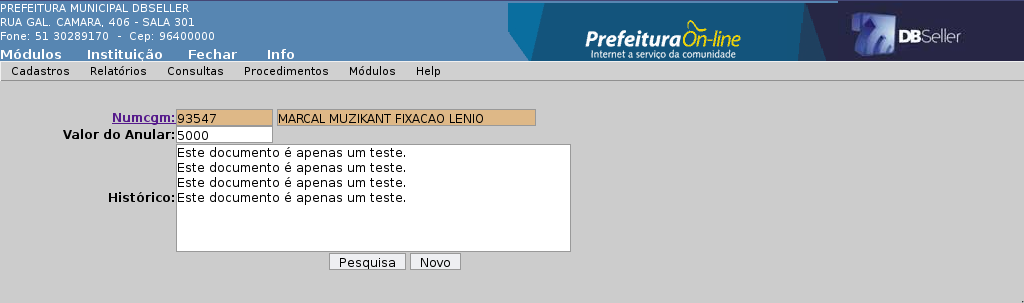 PREFEITURA MUNICIPAL DBSELLER
RUA GAL. CAMARA, 406 - SALA 301
Fone: 51 30289170 - Cep: 96400000
PrefeituraOn-line
Internet a serviço da comunidade
DBSeller
Módulos Instituição Fechar Info
Cadastros Relatórios Consultas Procedimentos Módulos Help
Numcgm: 93547 MARCAL MUZIKANT FIXACAO LENIO
Valor do Anular: 5000
Histórico:
Este documento é apenas um teste.
Este documento é apenas um teste.
Este documento é apenas um teste.
Este documento é apenas um teste.
Pesquisa Novo